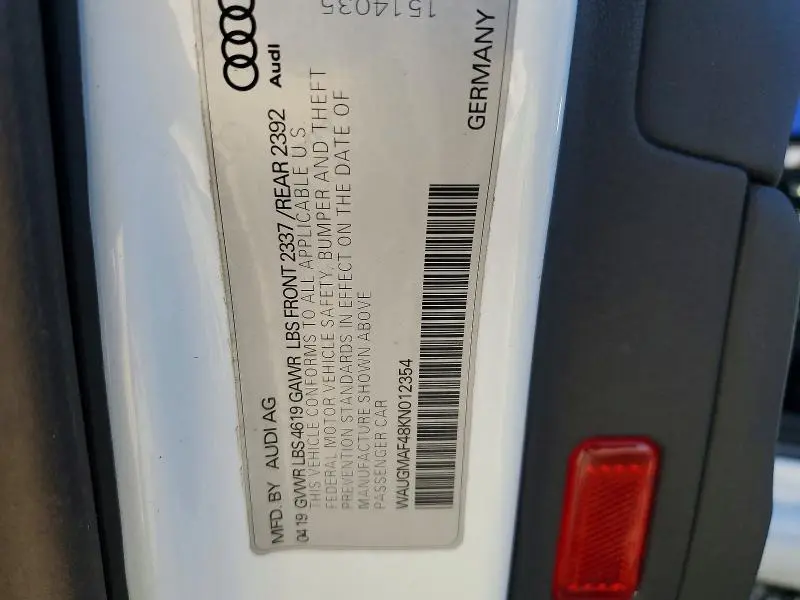 Audi
MFD. BY AUDI AG
04 19 GVWR LBS 4619 GAWR LBS FRONT 2337 / REAR 2392
THIS VEHICLE CONFORMS TO ALL APPLICABLE U.S.
FEDERAL MOTOR VEHICLE SAFETY, BUMPER AND THEFT
PREVENTION STANDARDS IN EFFECT ON THE DATE OF
MANUFACTURE SHOWN ABOVE
PASSENGER CAR
WAUGMAF48KN012354
GERMANY
1514035